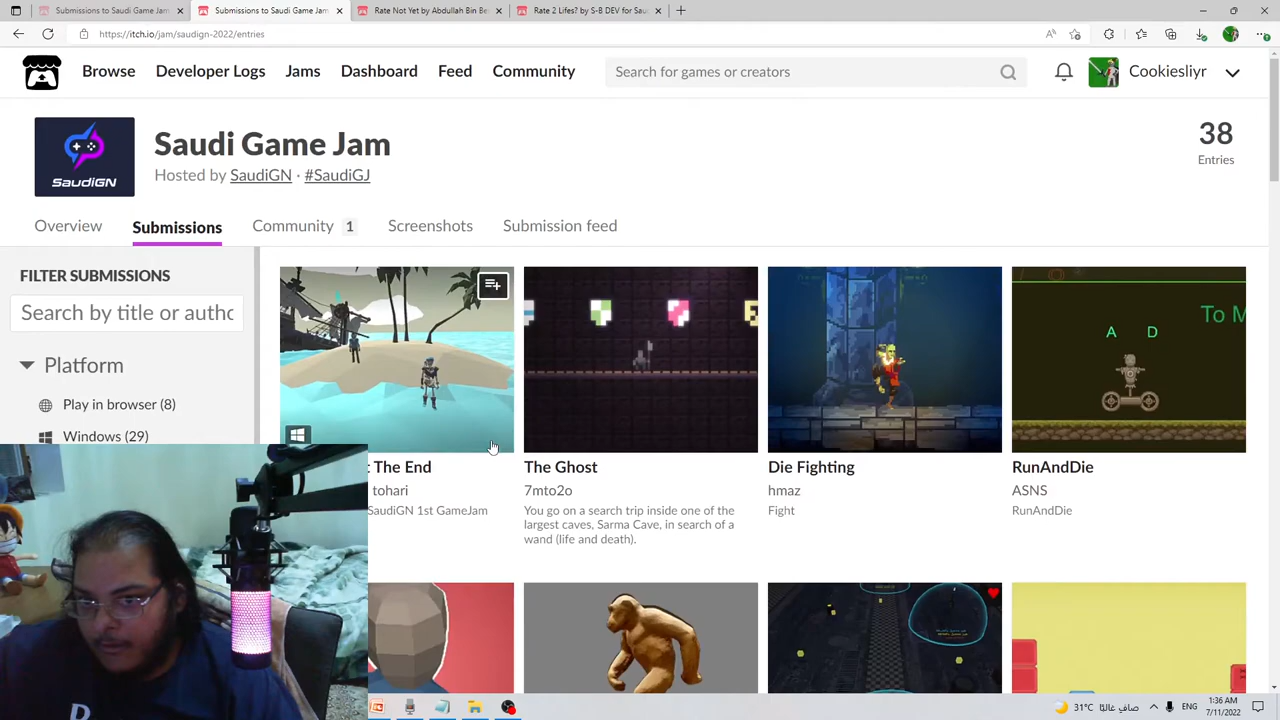 Submissions to SaudiGN
Submissions to Saudi Game Jam
Rate Not Yet by Abdullah Bin Be
Rate 2 Lifes? by S-B DEV for Sau
https://itch.io/jam/saudign-2022/entries
Browse
Developer Logs
Jams
Dashboard
Feed
Community
Search for games or creators
Cookiesliyr
SaudiGN
Saudi Game Jam
Hosted by SaudiGN · #SaudiGJ
38
Entries
Overview
Submissions
Community 1
Screenshots
Submission feed
FILTER SUBMISSIONS
Search by title or autho
Platform
Play in browser (8)
Windows (29)
To M
A D
The End
tohari
SaudiGN 1st GameJam
The Ghost
7mto2o
You go on a search trip inside one of the
largest caves, Sarma Cave, in search of a
wand (life and death).
Die Fighting
hmaz
Fight
RunAndDie
ASNS
RunAndDie
31°C صافٍ غالبًا
ENG
1:36 AM
7/11/2022